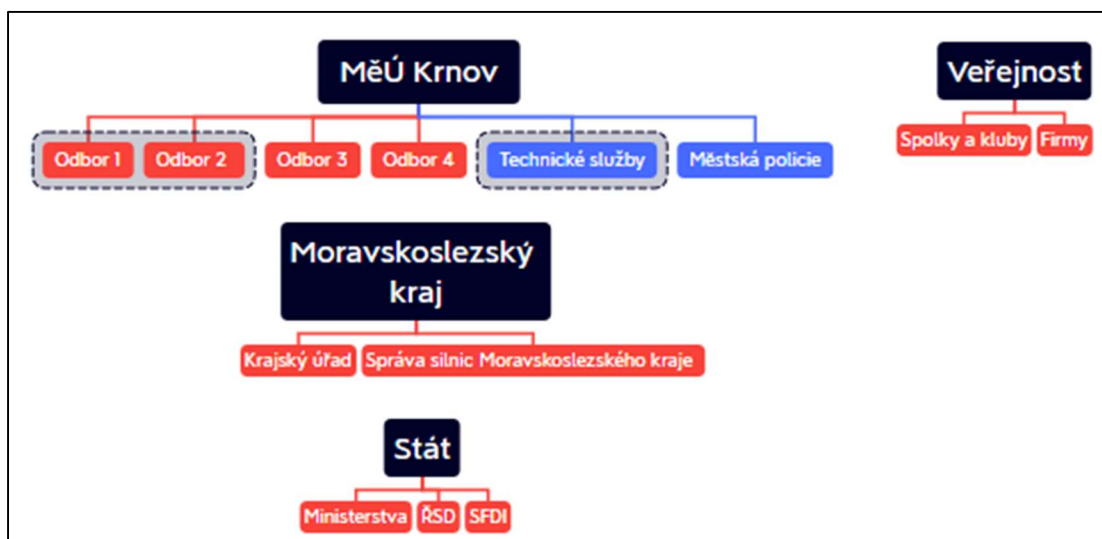 MěÚ Krnov
Veřejnost
Spolky a kluby Firmy
Odbor 1 Odbor 2 Odbor 3 Odbor 4 Technické služby Městská policie
Moravskoslezský
kraj
Krajský úřad Správa silnic Moravskoslezského kraje
Stát
Ministerstva ŘSD SFDI